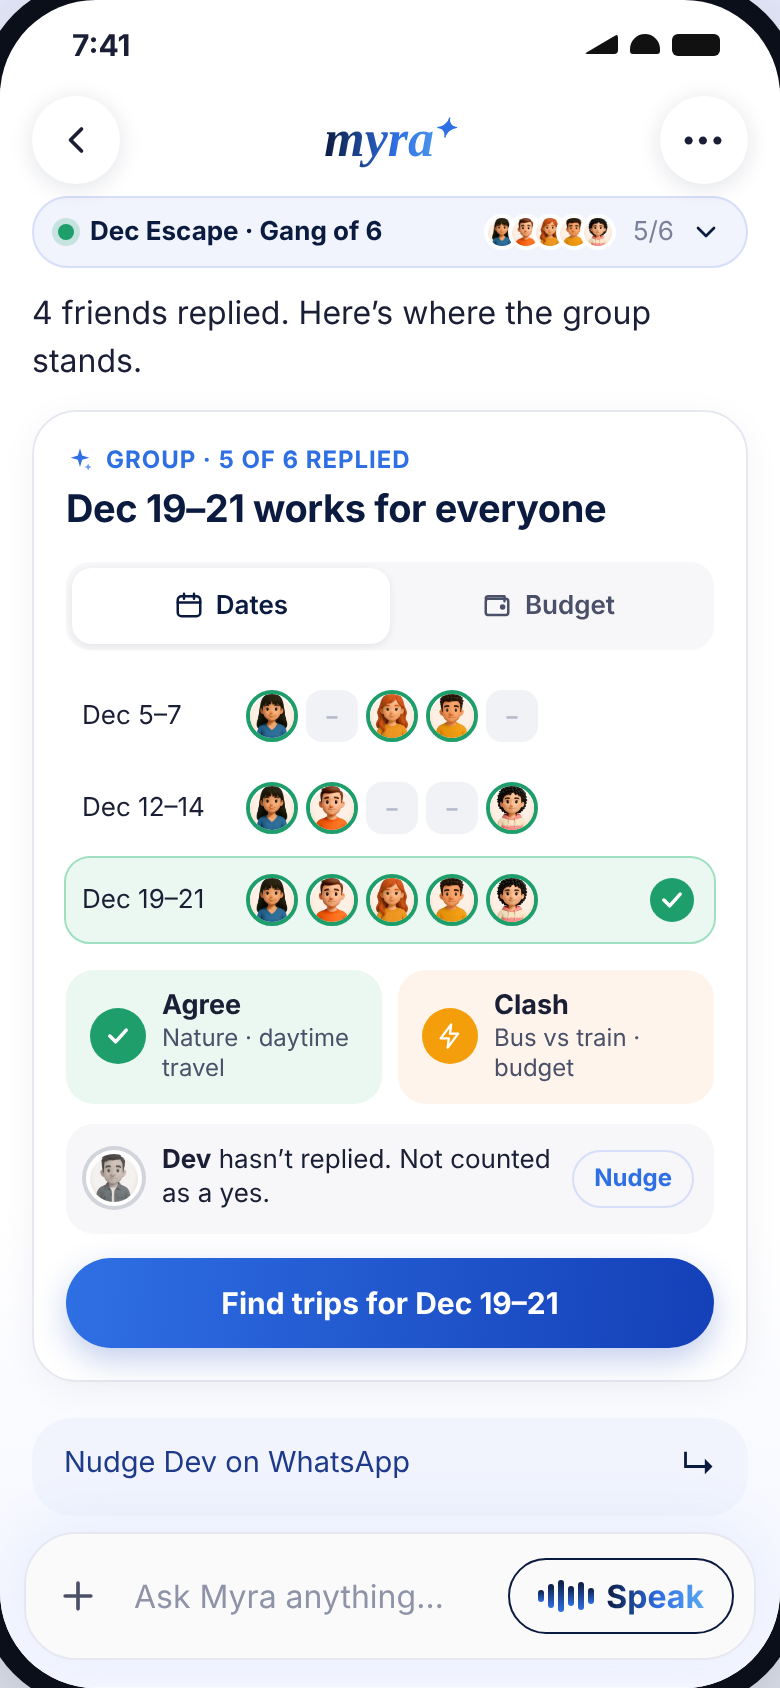 7:41
myra
Dec Escape · Gang of 6
5/6
4 friends replied. Here’s where the group
stands.
GROUP · 5 OF 6 REPLIED
Dec 19–21 works for everyone
Dates
Budget
Dec 5–7
–
–
Dec 12–14
–
–
Dec 19–21
Agree
Nature · daytime
travel
Clash
Bus vs train ·
budget
Dev hasn’t replied. Not counted
as a yes.
Nudge
Find trips for Dec 19–21
Nudge Dev on WhatsApp
Ask Myra anything...
Speak